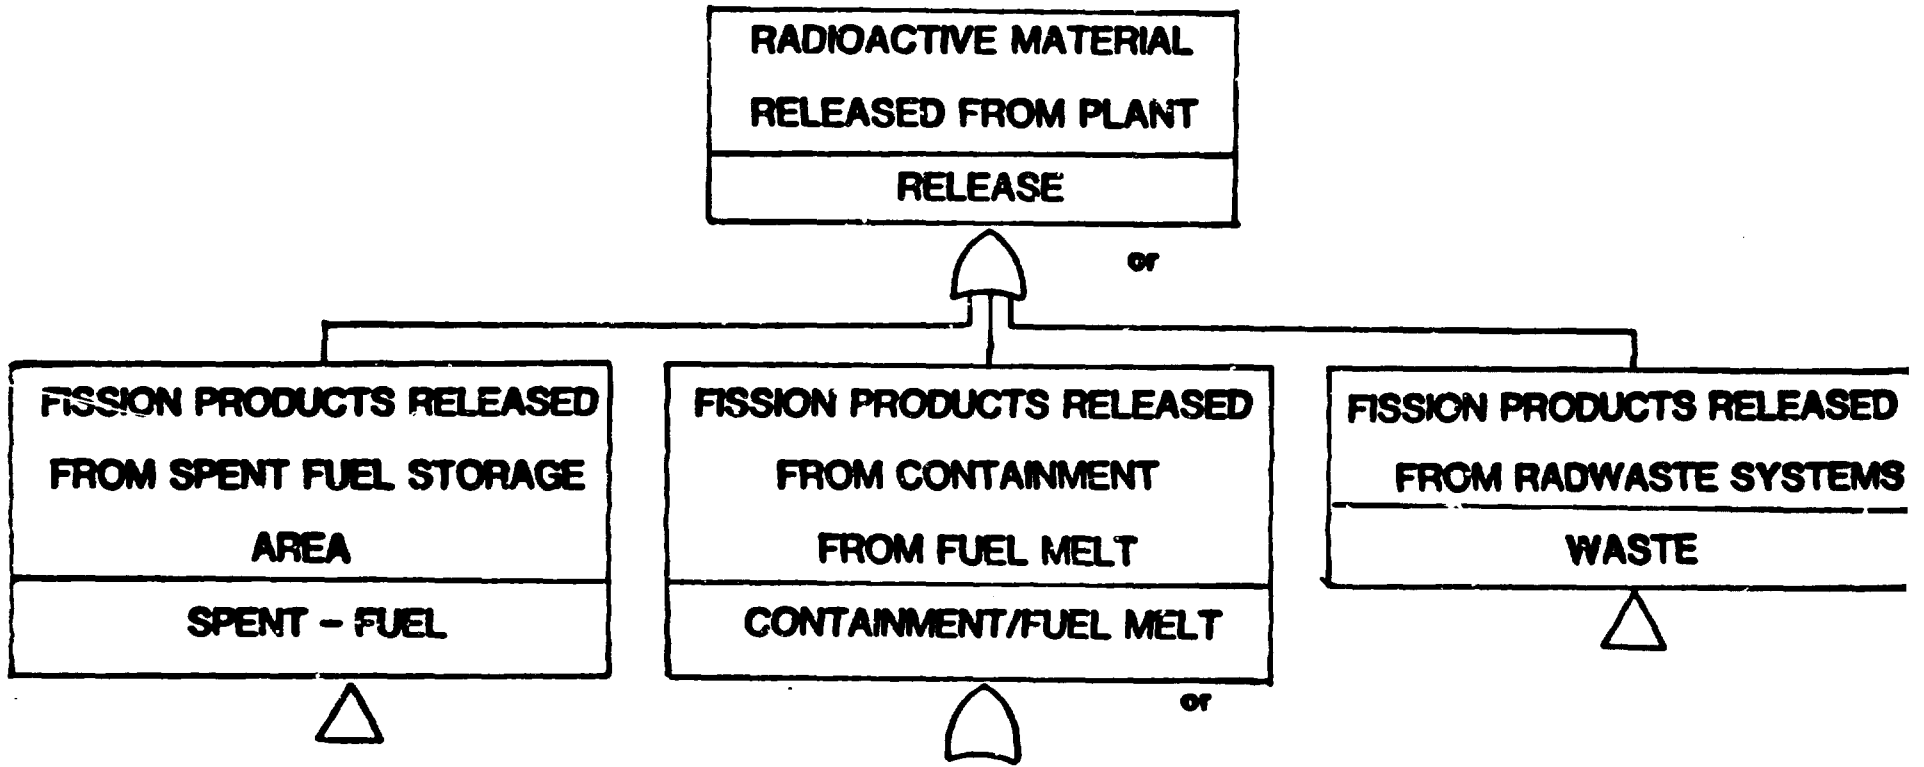 RADIOACTIVE MATERIAL
RELEASED FROM PLANT
RELEASE
or
FISSION PRODUCTS RELEASED
FROM SPENT FUEL STORAGE
AREA
SPENT - FUEL
FISSION PRODUCTS RELEASED
FROM CONTAINMENT
FROM FUEL MELT
CONTAINMENT/FUEL MELT
or
FISSION PRODUCTS RELEASED
FROM RADWASTE SYSTEMS
WASTE